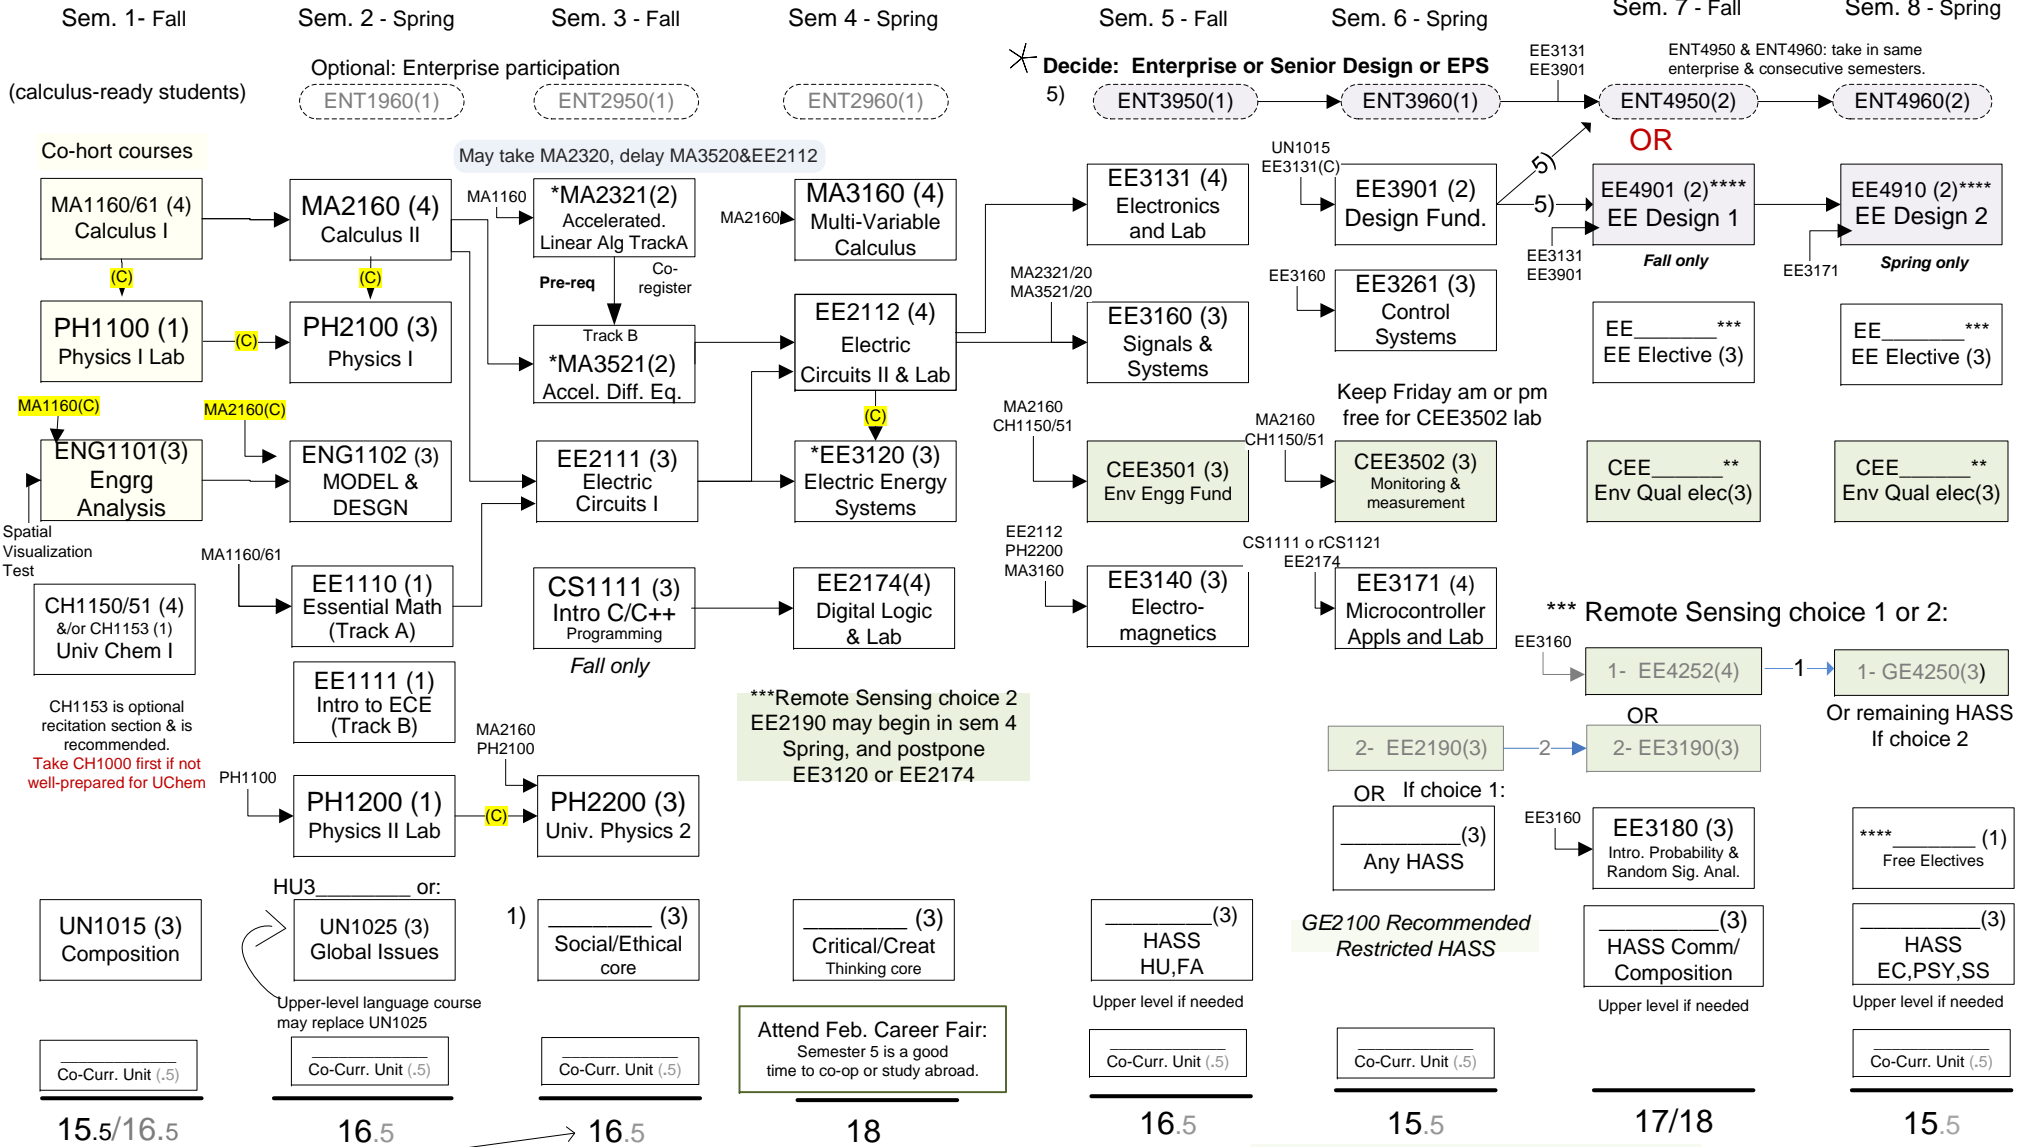 Sem. 1- Fall
Sem. 2 - Spring
Sem. 3 - Fall
Sem 4 - Spring
Sem. 5 - Fall
Sem. 6 - Spring
Sem. 7 - Fall
Sem. 8 - Spring
(calculus-ready students)
Optional: Enterprise participation
ENT1960(1)
ENT2950(1)
ENT2960(1)
Decide: Enterprise or Senior Design or EPS
5)
ENT3950(1)
ENT3960(1)
EE3131
EE3901
ENT4950 & ENT4960: take in same
enterprise & consecutive semesters.
ENT4950(2)
ENT4960(2)
OR
Co-hort courses
May take MA2320, delay MA3520&EE2112
MA1160/61 (4)
Calculus I
MA2160 (4)
Calculus II
MA1160
*MA2321(2)
Accelerated.
Linear Alg TrackA
MA2160
MA3160 (4)
Multi-Variable
Calculus
EE3131 (4)
Electronics
and Lab
UN1015
EE3131(C)
EE3901 (2)
Design Fund.
5)
5)
EE4901 (2)****
EE Design 1
EE3131
EE3901
Fall only
EE4910 (2)****
EE Design 2
EE3171
Spring only
(C)
(C)
Pre-req
Co-
register
PH1100 (1)
Physics I Lab
(C)
PH2100 (3)
Physics I
Track B
*MA3521(2)
Accel. Diff. Eq.
EE2112 (4)
Electric
Circuits II & Lab
MA2321/20
MA3521/20
EE3160 (3)
Signals &
Systems
EE3160
EE3261 (3)
Control
Systems
EE______***
EE Elective (3)
EE______***
EE Elective (3)
MA1160(C)
MA2160(C)
(C)
MA2160
CH1150/51
Keep Friday am or pm
free for CEE3502 lab
MA2160
CH1150/51
ENG1101(3)
Engrg
Analysis
Spatial
Visualization
Test
ENG1102 (3)
MODEL &
DESGN
EE2111 (3)
Electric
Circuits I
*EE3120 (3)
Electric Energy
Systems
CEE3501 (3)
Env Engg Fund
CEE3502 (3)
Monitoring &
measurement
CEE______**
Env Qual elec(3)
CEE______**
Env Qual elec(3)
CH1150/51 (4)
&/or CH1153 (1)
Univ Chem I
MA1160/61
EE1110 (1)
Essential Math
(Track A)
CS1111 (3)
Intro C/C++
Programming
Fall only
EE2174(4)
Digital Logic
& Lab
EE2112
PH2200
MA3160
EE3140 (3)
Electro-
magnetics
CS1111 o rCS1121
EE2174
EE3171 (4)
Microcontroller
Appls and Lab
*** Remote Sensing choice 1 or 2:
EE3160
1- EE4252(4)
1
1- GE4250(3)
Or remaining HASS
If choice 2
OR
CH1153 is optional
recitation section & is
recommended.
Take CH1000 first if not
well-prepared for UChem
EE1111 (1)
Intro to ECE
(Track B)
***Remote Sensing choice 2
EE2190 may begin in sem 4
Spring, and postpone
EE3120 or EE2174
2- EE2190(3)
2
2- EE3190(3)
PH1100
PH1200 (1)
Physics II Lab
(C)
MA2160
PH2100
PH2200 (3)
Univ. Physics 2
OR If choice 1:
________(3)
Any HASS
EE3160
EE3180 (3)
Intro. Probability &
Random Sig. Anal.
****______ (1)
Free Electives
UN1015 (3)
Composition
HU3________ or:
UN1025 (3)
Global Issues
Upper-level language course
may replace UN1025
1)
________ (3)
Social/Ethical
core
________ (3)
Critical/Creat
Thinking core
________(3)
HASS
HU,FA
Upper level if needed
GE2100 Recommended
Restricted HASS
_________(3)
HASS Comm/
Composition
Upper level if needed
_________(3)
HASS
EC,PSY,SS
Upper level if needed
Attend Feb. Career Fair:
Semester 5 is a good
time to co-op or study abroad.
Co-Curr. Unit (.5)
Co-Curr. Unit (.5)
Co-Curr. Unit (.5)
Co-Curr. Unit (.5)
Co-Curr. Unit (.5)
Co-Curr. Unit (.5)
15.5/16.5
16.5
16.5
18
16.5
15.5
17/18
15.5